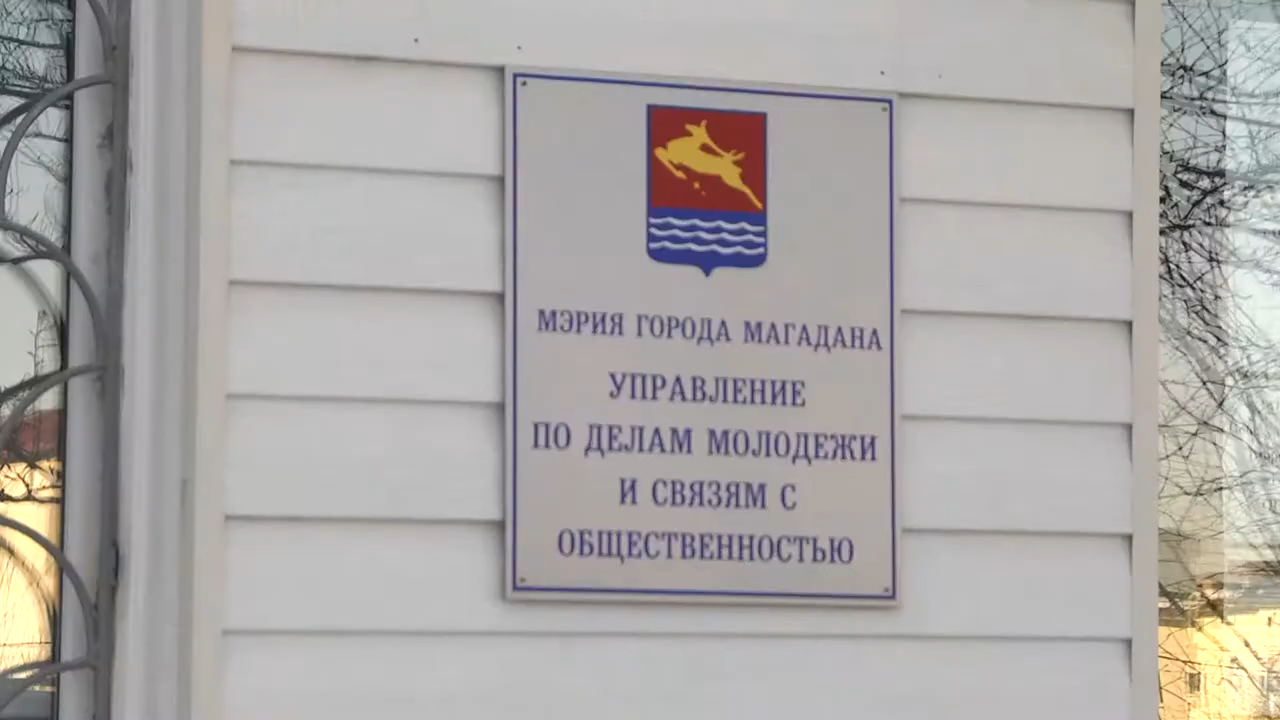 МЭРИЯ ГОРОДА МАГАДАНА
УПРАВЛЕНИЕ
ПО ДЕЛАМ МОЛОДЕЖИ
И СВЯЗЯМ С
ОБЩЕСТВЕННОСТЬЮ